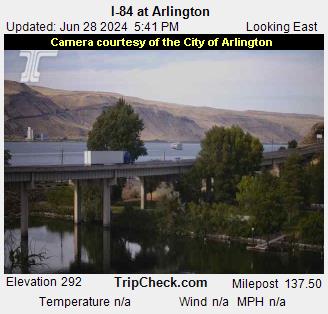 I-84 at Arlington
Updated: Jun 28 2024 5:41 PM Looking East
Camera courtesy of the City of Arlington
Elevation 292 TripCheck.com Milepost 137.50
Temperature n/a Wind n/a MPH n/a